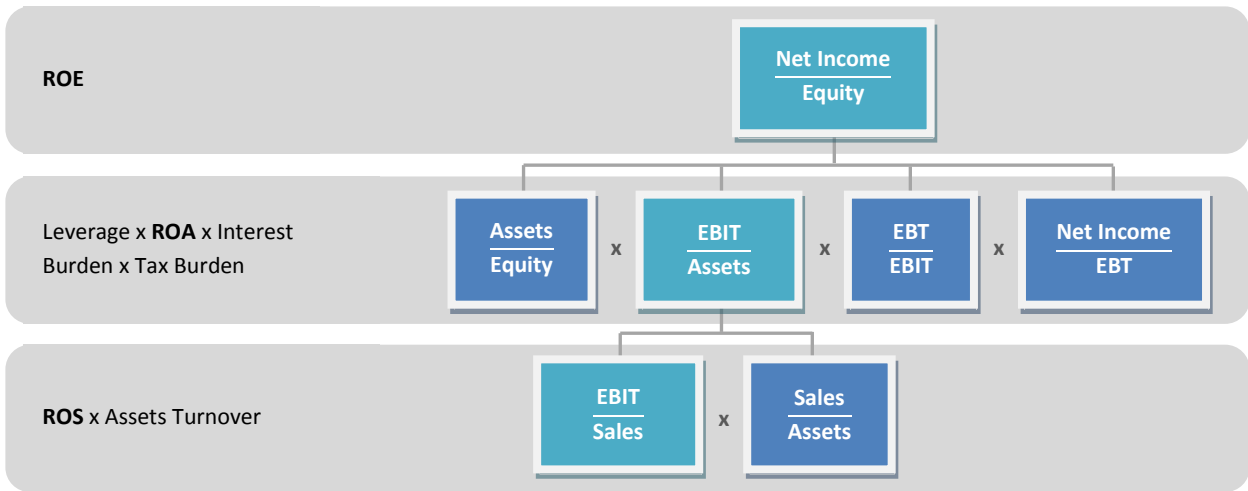 ROE
Net Income
Equity
Leverage x ROA x Interest
Burden x Tax Burden
Assets
Equity
x
EBIT
Assets
x
EBT
EBIT
x
Net Income
EBT
ROS x Assets Turnover
EBIT
Sales
x
Sales
Assets